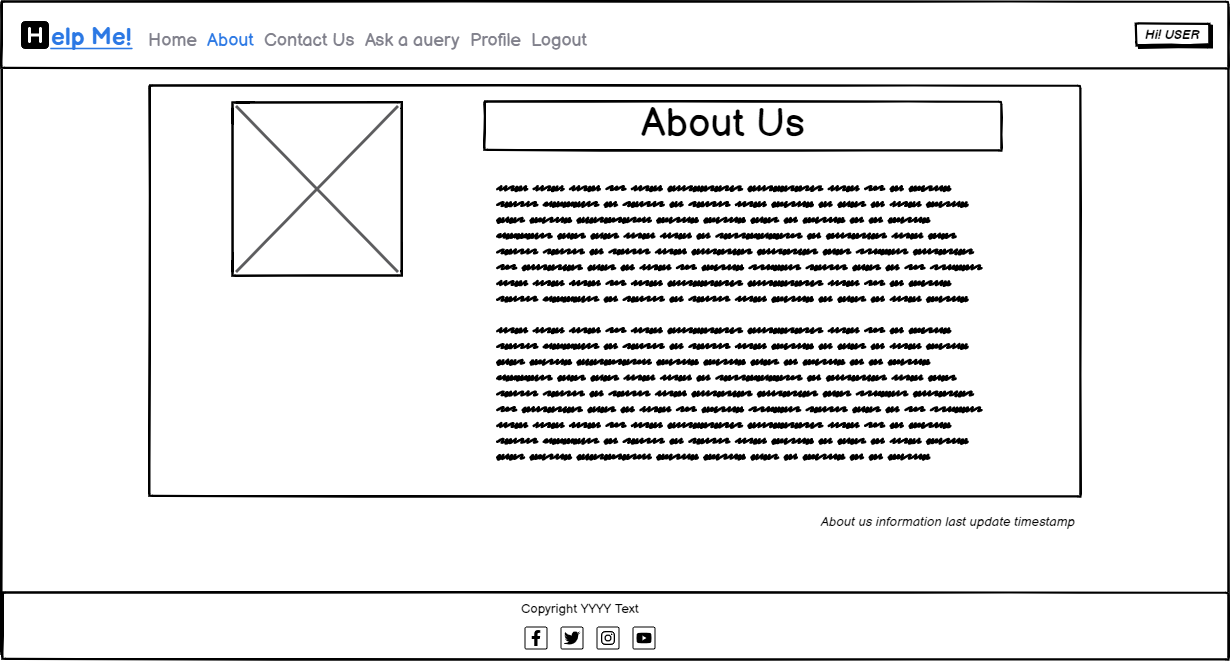 Help Me! Home About Contact Us Ask a auery Profile Logout Hi! USER
About Us
About us information last update timestamp
Copyright YYYY Text